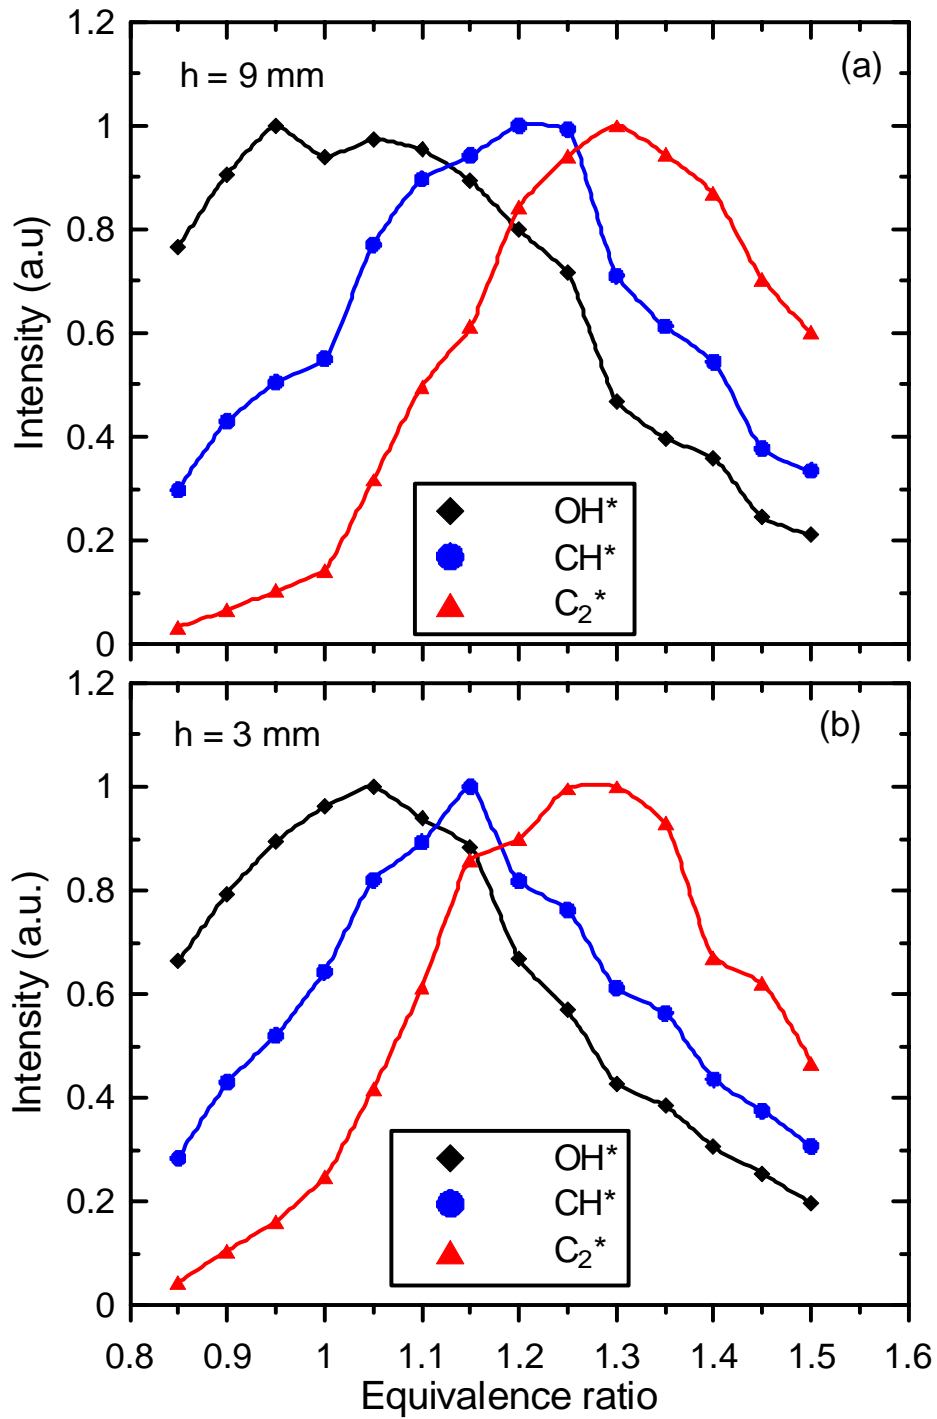 1.2
h = 9 mm
(a)
1
0.8
0.6
0.4
0.2
0
Intensity (a.u)
OH*
CH*
C₂*
1.2
h = 3 mm
(b)
1
0.8
0.6
0.4
0.2
0
Intensity (a.u.)
OH*
CH*
C₂*
0.8 0.9 1 1.1 1.2 1.3 1.4 1.5 1.6
Equivalence ratio